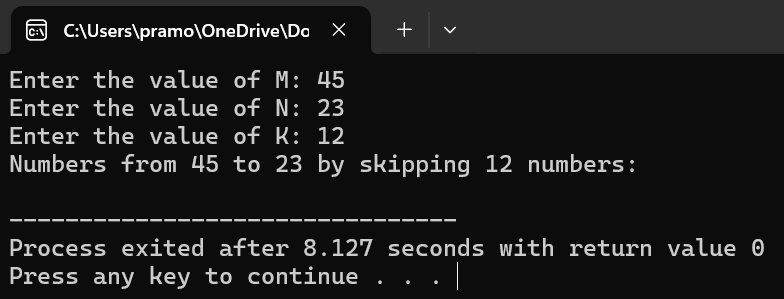 C:\Users\pramo\OneDrive\Do
Enter the value of M: 45
Enter the value of N: 23
Enter the value of K: 12
Numbers from 45 to 23 by skipping 12 numbers:
--------------------------------
Process exited after 8.127 seconds with return value 0
Press any key to continue . . .